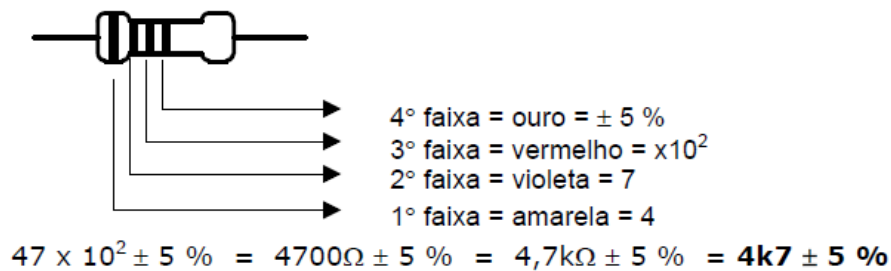 4° faixa = ouro = ± 5 %
3° faixa = vermelho = x10²
2° faixa = violeta = 7
1° faixa = amarela = 4
47 x 10² ± 5 % = 4700Ω ± 5 % = 4,7kΩ ± 5 % = 4k7 ± 5 %